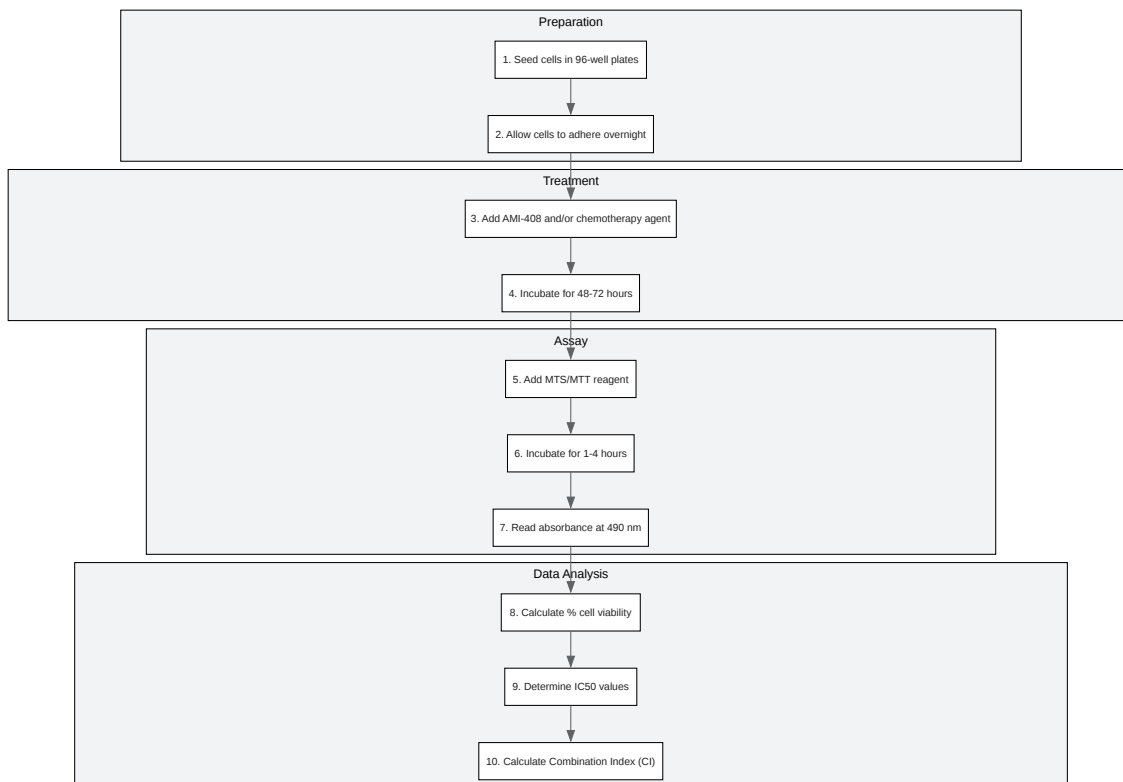 Preparation
1. Seed cells in 96-well plates
2. Allow cells to adhere overnight
Treatment
3. Add AMI-408 and/or chemotherapy agent
4. Incubate for 48-72 hours
Assay
5. Add MTS/MTT reagent
6. Incubate for 1-4 hours
7. Read absorbance at 490 nm
Data Analysis
8. Calculate % cell viability
9. Determine IC50 values
10. Calculate Combination Index (CI)